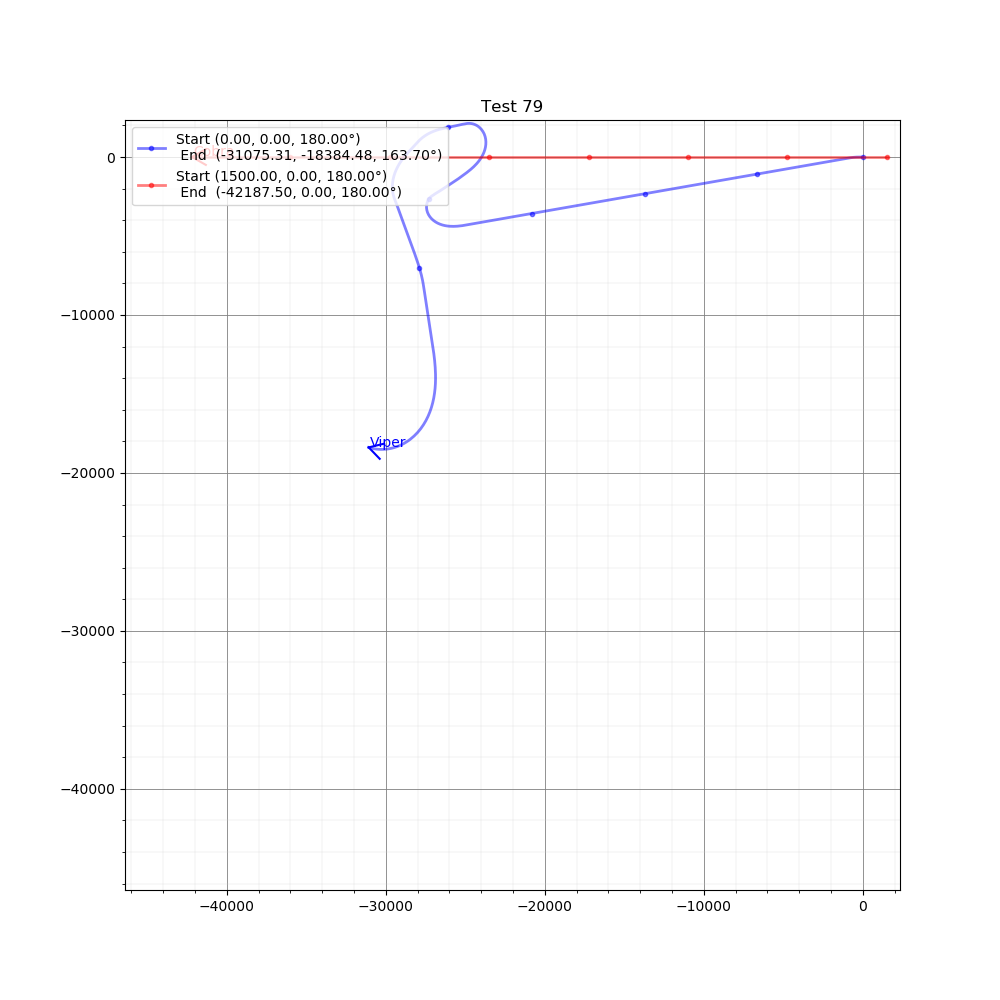 Test 79
Start (0.00, 0.00, 180.00°)
End (-31075.31, -18384.48, 163.70°)
Start (1500.00, 0.00, 180.00°)
End (-42187.50, 0.00, 180.00°)
Viper
0
−10000
−20000
−30000
−40000
−40000
−30000
−20000
−10000
0